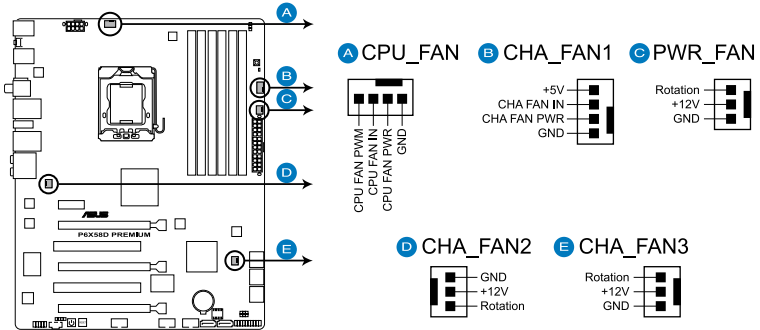 A
B
C
D
E
ASUS
P6X58D PREMIUM
A CPU_FAN
CPU FAN PWM
CPU FAN IN
CPU FAN PWR
GND
B CHA_FAN1
+5V
CHA FAN IN
CHA FAN PWR
GND
C PWR_FAN
Rotation
+12V
GND
D CHA_FAN2
GND
+12V
Rotation
E CHA_FAN3
Rotation
+12V
GND